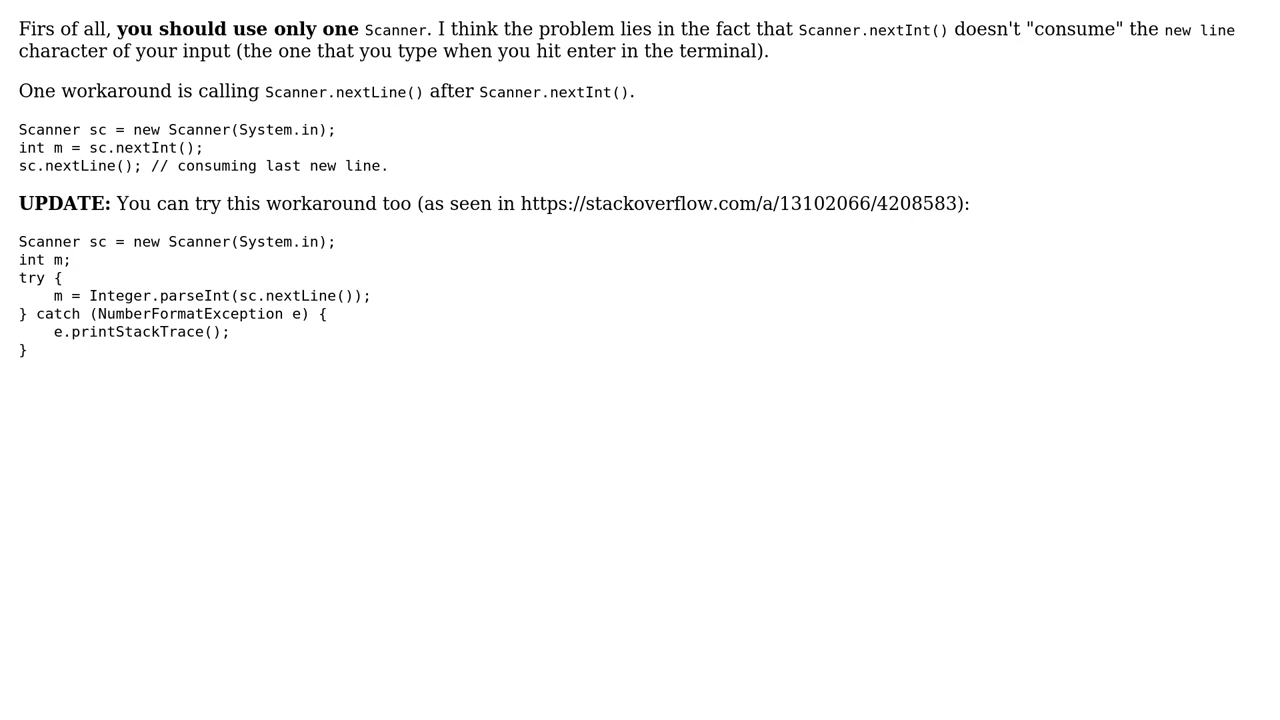 Firs of all, you should use only one Scanner. I think the problem lies in the fact that Scanner.nextInt() doesn't "consume" the new line
character of your input (the one that you type when you hit enter in the terminal).
One workaround is calling Scanner.nextLine() after Scanner.nextInt().
Scanner sc = new Scanner(System.in);
int m = sc.nextInt();
sc.nextLine(); // consuming last new line.
UPDATE: You can try this workaround too (as seen in https://stackoverflow.com/a/13102066/4208583):
Scanner sc = new Scanner(System.in);
int m;
try {
    m = Integer.parseInt(sc.nextLine());
} catch (NumberFormatException e) {
    e.printStackTrace();
}